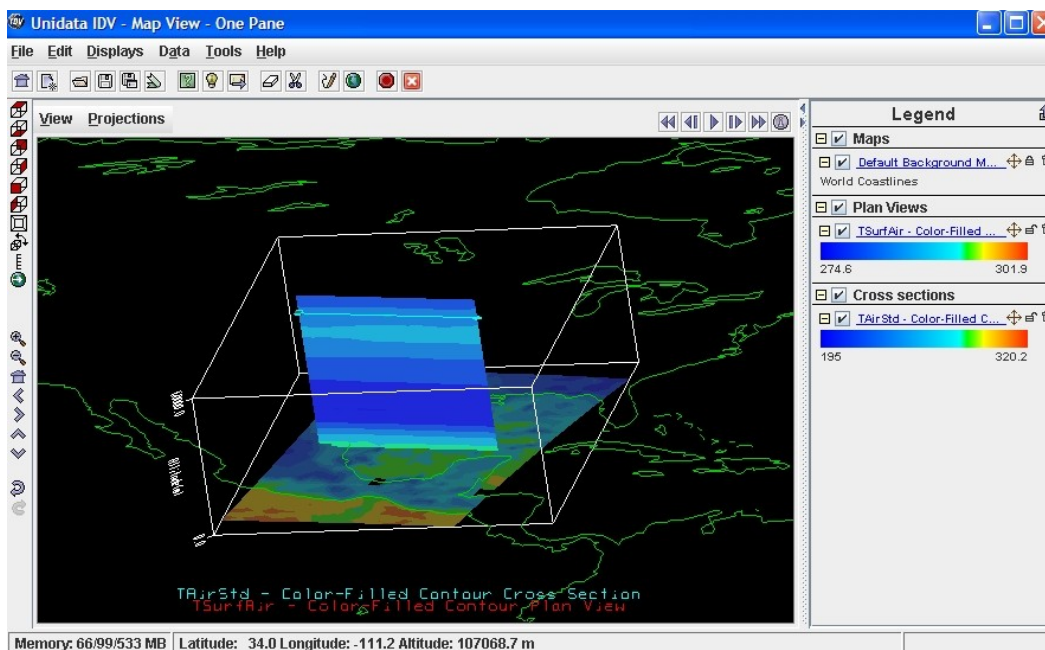 IDV Unidata IDV - Map View - One Pane
File Edit Displays Data Tools Help
View Projections
Legend
Maps
Default Background M...
World Coastlines
Plan Views
TSurfAir - Color-Filled ...
274.6 301.9
Cross sections
TAirStd - Color-Filled C...
195 320.2
TAirStd - Color-Filled Contour Cross Section
TSurfAir - Color-Filled Contour Plan View
Memory: 66/99/533 MB Latitude: 34.0 Longitude: -111.2 Altitude: 107068.7 m